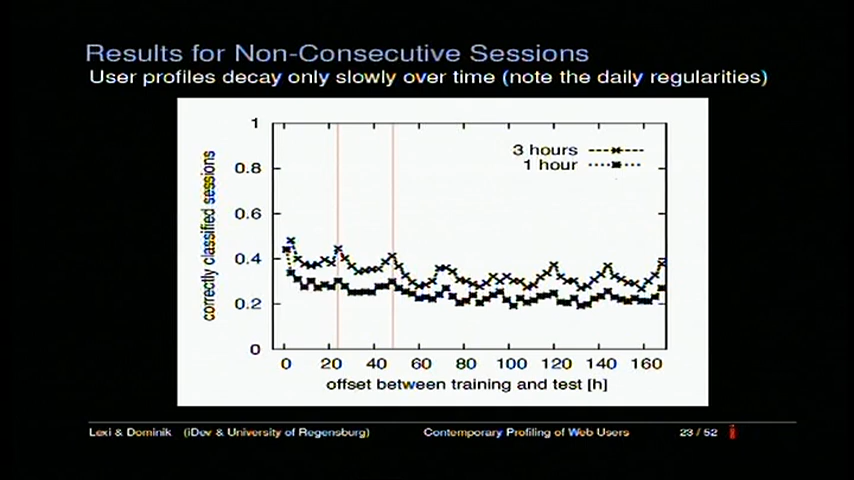 Results for Non-Consecutive Sessions
User profiles decay only slowly over time (note the daily regularities)
1
0.8
0.6
0.4
0.2
0
correctly classified sessions
3 hours
1 hour
0 20 40 60 80 100 120 140 160
offset between training and test [h]
Lexi & Dominik (iDev & University of Regensburg) Contemporary Profiling of Web Users 23 / 52